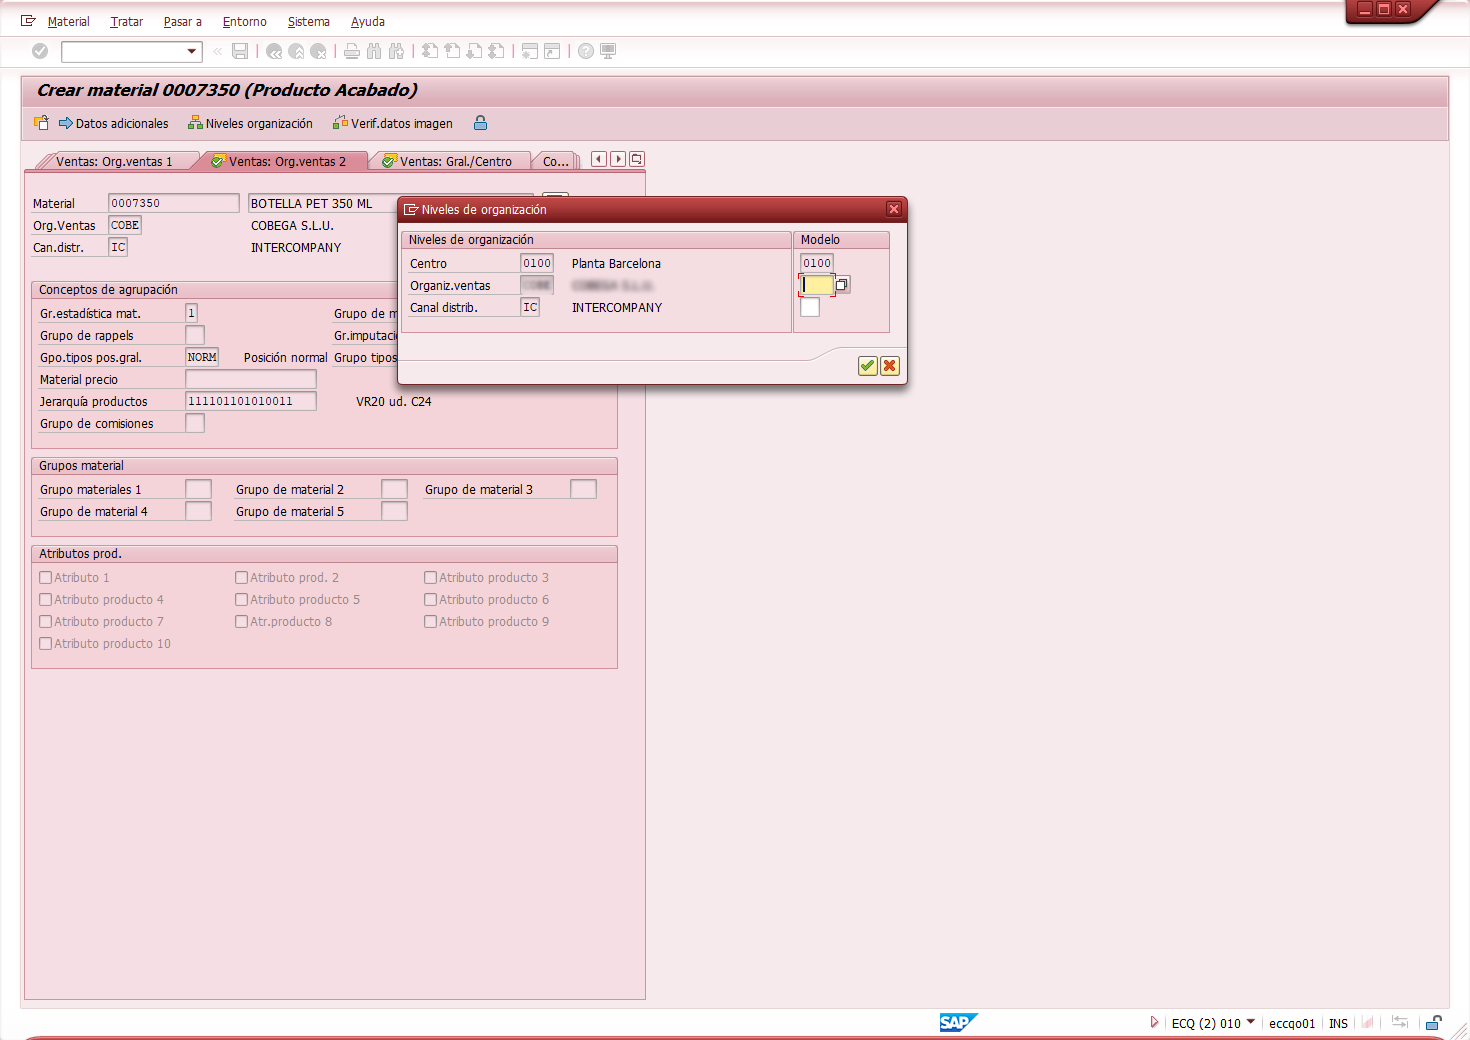 Material Tratar Pasar a Entorno Sistema Ayuda
Crear material 0007350 (Producto Acabado)
Datos adicionales Niveles organización Verif.datos imagen
Ventas: Org.ventas 1 Ventas: Org.ventas 2 Ventas: Gral./Centro Co...
Material 0007350 BOTELLA PET 350 ML
Org.Ventas COBE COBEGA S.L.U.
Can.distr. IC INTERCOMPANY
Conceptos de agrupación
Gr.estadística mat. 1 Grupo de m
Grupo de rappels Gr.imputació
Gpo.tipos pos.gral. NORM Posición normal Grupo tipos
Material precio
Jerarquía productos 111101101010011 VR20 ud. C24
Grupo de comisiones
Grupos material
Grupo materiales 1 Grupo de material 2 Grupo de material 3
Grupo de material 4 Grupo de material 5
Atributos prod.
Atributo 1 Atributo prod. 2 Atributo producto 3
Atributo producto 4 Atributo producto 5 Atributo producto 6
Atributo producto 7 Atr.producto 8 Atributo producto 9
Atributo producto 10
Niveles de organización
Niveles de organización Modelo
Centro 0100 Planta Barcelona 0100
Organiz.ventas
Canal distrib. IC INTERCOMPANY
SAP ECQ (2) 010 eccqo01 INS